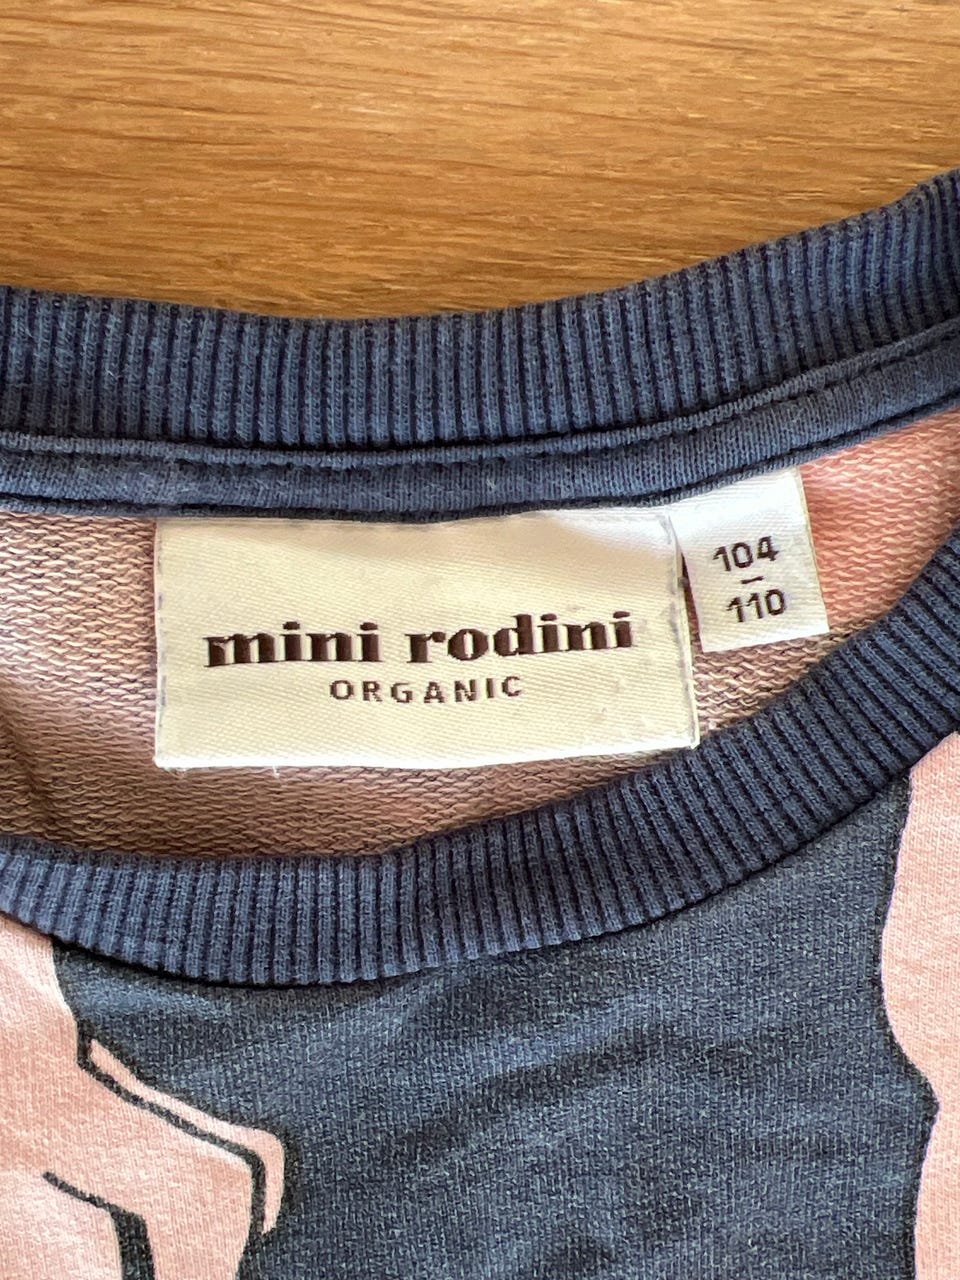 mini rodini
ORGANIC
104
–
110